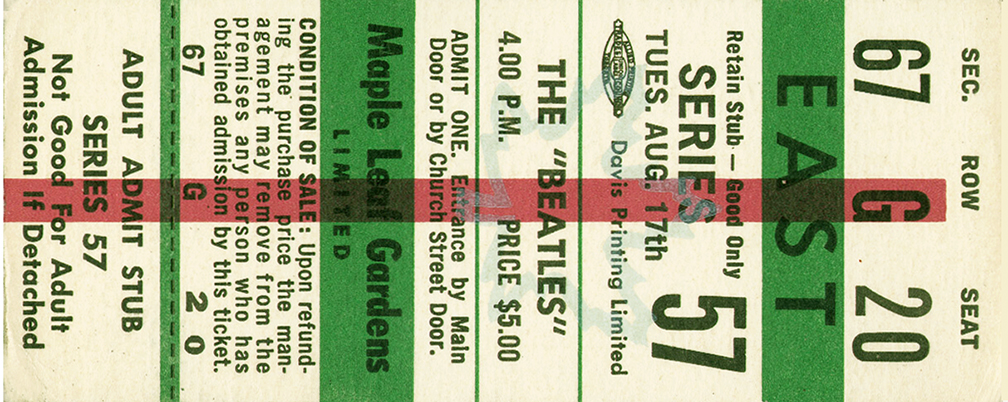 SEC. ROW SEAT
67 G 20
EAST
Retain Stub — Good Only
SERIES 57
TUES. AUG. 17th
Davis Printing Limited
THE "BEATLES"
4.00 P.M. PRICE $5.00
ADMIT ONE. Entrance by Main
Door or by Church Street Door.
Maple Leaf Gardens
LIMITED
CONDITION OF SALE: Upon refund-
ing the purchase price the man-
agement may remove from the
premises any person who has
obtained admission by this ticket.
67 G 20
ADULT ADMIT STUB
SERIES 57
Not Good For Adult
Admission If Detached